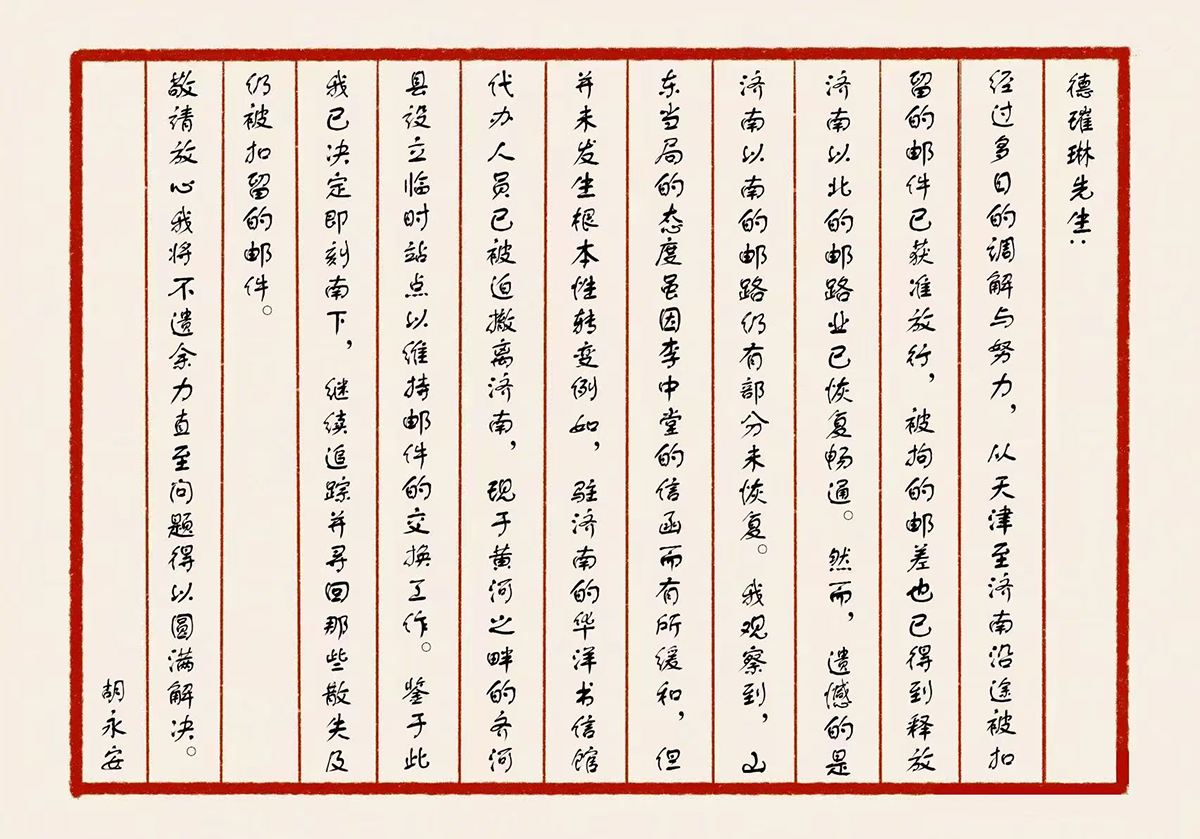 德璀琳先生:
经过多日的调解与努力，从天津至济南沿途被扣
留的邮件已获准放行，被拘的邮差也已得到释放
济南以北的邮路业已恢复畅通。然而，遗憾的是
济南以南的邮路仍有部分未恢复。我观察到，山
东当局的态度虽因李中堂的信函而有所缓和，但
并未发生根本性转变例如，驻济南的华洋书信馆
代办人员已被迫撤离济南，现于黄河之畔的齐河
县设立临时站点以维持邮件的交换工作。鉴于此
我已决定即刻南下，继续追踪并寻回那些散失及
仍被扣留的邮件。
敬请放心我将不遗余力直至问题得以圆满解决。
胡永安